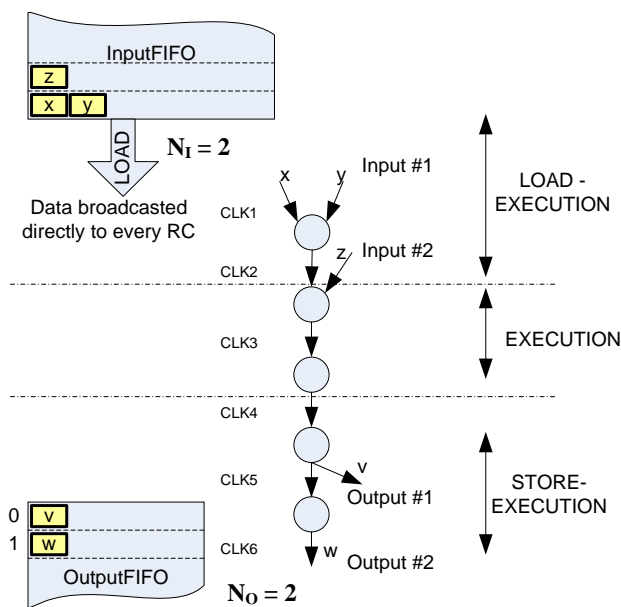 InputFIFO
z
x y
LOAD
N_I = 2
Data broadcasted
directly to every RC
x y Input #1
CLK1
z Input #2
CLK2
LOAD -
EXECUTION
CLK3
EXECUTION
CLK4
CLK5
v
Output #1
STORE-
EXECUTION
CLK6
w Output #2
0 v
1 w
OutputFIFO
N_O = 2